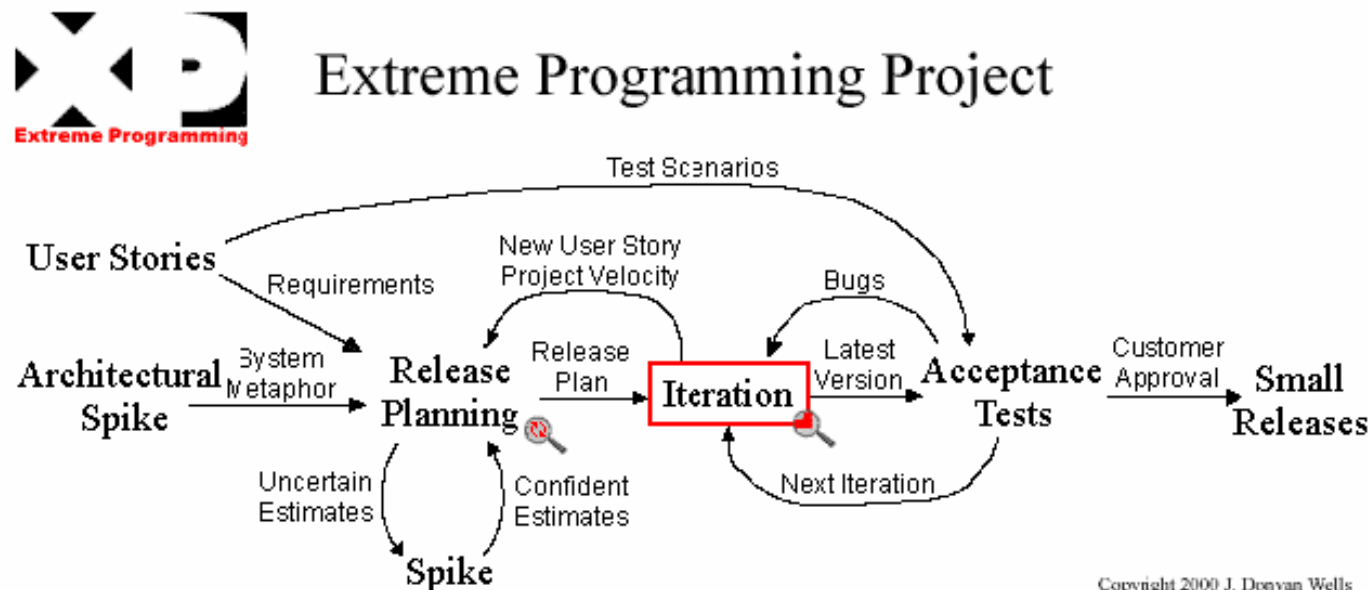 XP
Extreme Programming
Extreme Programming Project
Test Scenarios
User Stories
Requirements
New User Story
Project Velocity
Bugs
Architectural
Spike
System
Metaphor
Release
Planning
Release
Plan
Iteration
Latest
Version
Acceptance
Tests
Customer
Approval
Small
Releases
Uncertain
Estimates
Confident
Estimates
Next Iteration
Spike
Copyright 2000 J. Donvan Wells